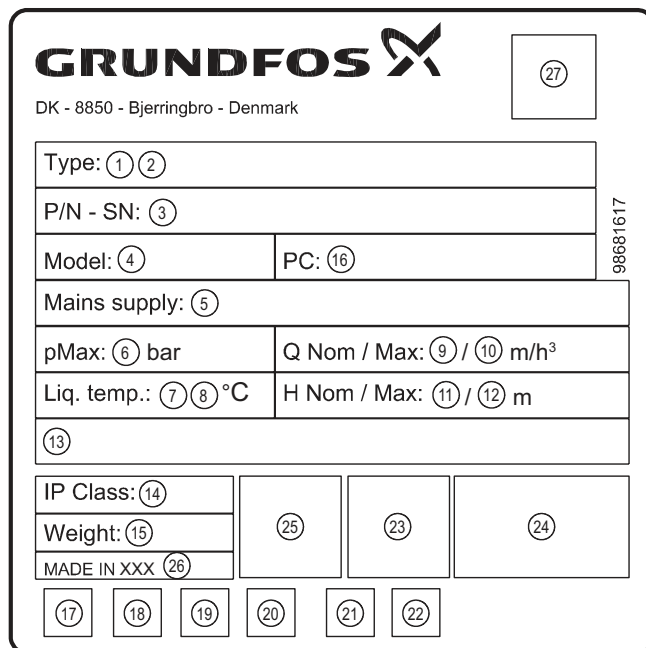 GRUNDFOS
27
DK - 8850 - Bjerringbro - Denmark
Type: 1 2
P/N - SN: 3
98681617
Model: 4 PC: 16
Mains supply: 5
pMax: 6 bar Q Nom / Max: 9 / 10 m/h³
Liq. temp.: 7 8 °C H Nom / Max: 11 / 12 m
13
IP Class: 14
25 23 24
Weight: 15
MADE IN XXX 26
17 18 19 20 21 22